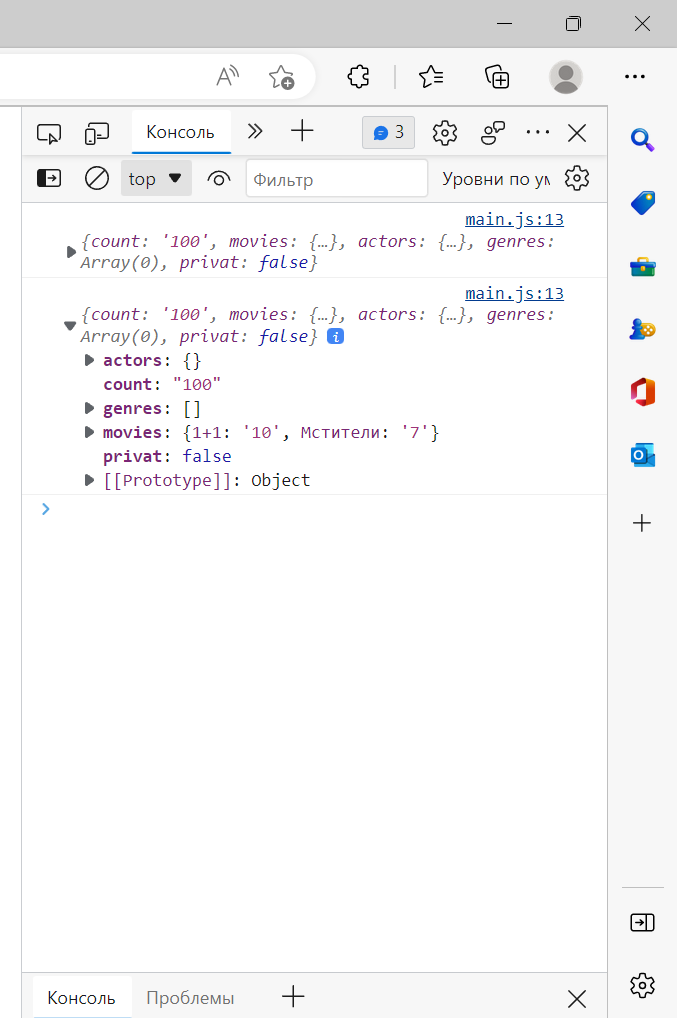 Консоль
3
top
Фильтр
Уровни по ум
main.js:13
{count: '100', movies: {…}, actors: {…}, genres:
Array(0), privat: false}
main.js:13
{count: '100', movies: {…}, actors: {…}, genres:
Array(0), privat: false} i
actors: {}
count: "100"
genres: []
movies: {1+1: '10', Мстители: '7'}
privat: false
[[Prototype]]: Object
Консоль
Проблемы